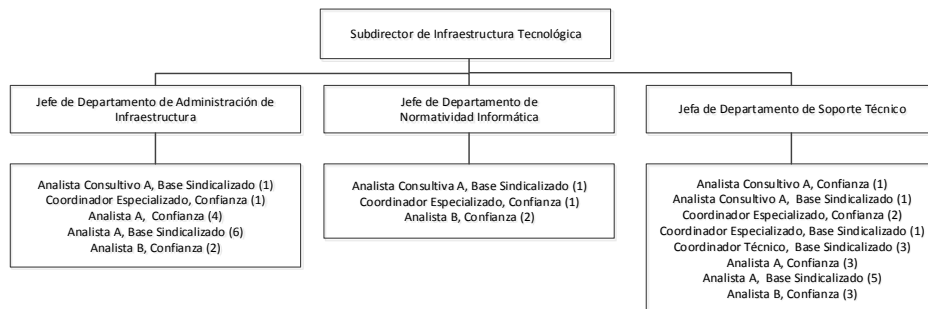 Subdirector de Infraestructura Tecnológica
Jefe de Departamento de Administración de
Infraestructura
Jefe de Departamento de
Normatividad Informática
Jefa de Departamento de Soporte Técnico
Analista Consultivo A, Base Sindicalizado (1)
Coordinador Especializado, Confianza (1)
Analista A, Confianza (4)
Analista A, Base Sindicalizado (6)
Analista B, Confianza (2)
Analista Consultiva A, Base Sindicalizado (1)
Coordinador Especializado, Confianza (1)
Analista B, Confianza (2)
Analista Consultivo A, Confianza (1)
Analista Consultivo A, Base Sindicalizado (1)
Coordinador Especializado, Confianza (2)
Coordinador Especializado, Base Sindicalizado (1)
Coordinador Técnico, Base Sindicalizado (3)
Analista A, Confianza (3)
Analista A, Base Sindicalizado (5)
Analista B, Confianza (3)